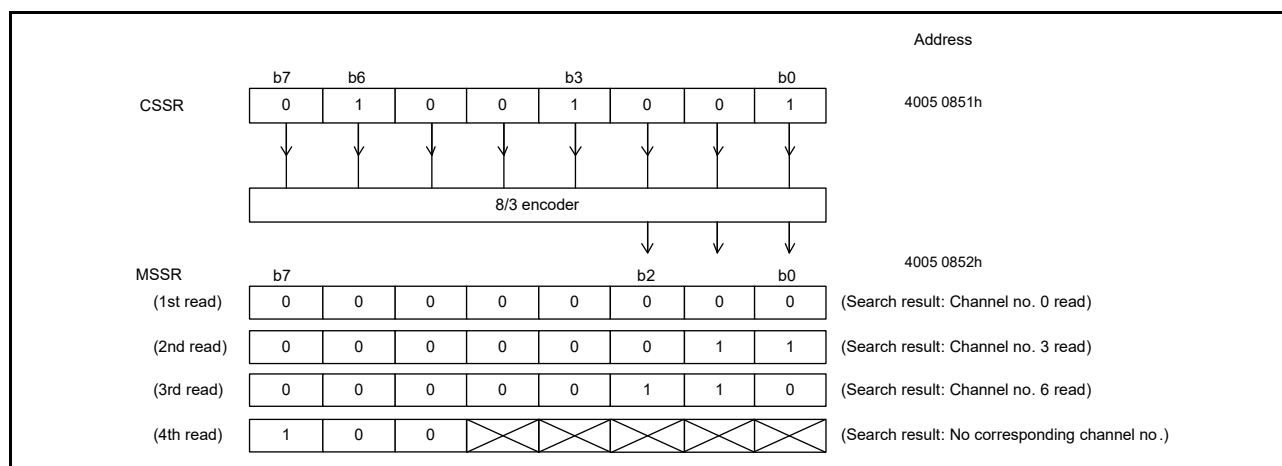 Address
b7 b6 b3 b0
CSSR 0 1 0 0 1 0 0 1 4005 0851h
8/3 encoder
4005 0852h
MSSR b7 b2 b0
(1st read) 0 0 0 0 0 0 0 0 (Search result: Channel no. 0 read)
(2nd read) 0 0 0 0 0 0 1 1 (Search result: Channel no. 3 read)
(3rd read) 0 0 0 0 0 1 1 0 (Search result: Channel no. 6 read)
(4th read) 1 0 0 (Search result: No corresponding channel no.)